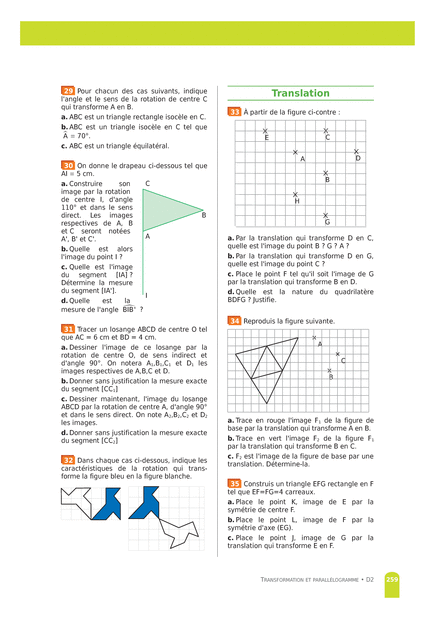 29 Pour chacun des cas suivants, indique
l'angle et le sens de la rotation de centre C
qui transforme A en B.
a. ABC est un triangle rectangle isocèle en C.
b. ABC est un triangle isocèle en C tel que
Â = 70°.
c. ABC est un triangle équilatéral.
30 On donne le drapeau ci-dessous tel que
AI = 5 cm.
a. Construire son
image par la rotation
de centre I, d'angle
110° et dans le sens
direct. Les images
respectives de A, B
et C seront notées
A', B' et C'.
b. Quelle est alors
l'image du point I ?
c. Quelle est l'image
du segment [IA] ?
Détermine la mesure
du segment [IA'].
d. Quelle est la
mesure de l'angle BIB' ?
C
B
A
I
31 Tracer un losange ABCD de centre O tel
que AC = 6 cm et BD = 4 cm.
a. Dessiner l'image de ce losange par la
rotation de centre O, de sens indirect et
d'angle 90°. On notera A₁,B₁,C₁ et D₁ les
images respectives de A,B,C et D.
b. Donner sans justification la mesure exacte
du segment [CC₁]
c. Dessiner maintenant, l'image du losange
ABCD par la rotation de centre A, d'angle 90°
et dans le sens direct. On note A₂,B₂,C₂ et D₂
les images.
d. Donner sans justification la mesure exacte
du segment [CC₂]
32 Dans chaque cas ci-dessous, indique les
caractéristiques de la rotation qui trans-
forme la figure bleu en la figure blanche.
Translation
33 À partir de la figure ci-contre :
E
C
A
D
B
H
G
a. Par la translation qui transforme D en C,
quelle est l'image du point B ? G ? A ?
b. Par la translation qui transforme D en G,
quelle est l'image du point C ?
c. Place le point F tel qu'il soit l'image de G
par la translation qui transforme B en D.
d. Quelle est la nature du quadrilatère
BDFG ? Justifie.
34 Reproduis la figure suivante.
A
C
B
a. Trace en rouge l'image F₁ de la figure de
base par la translation qui transforme A en B.
b. Trace en vert l'image F₂ de la figure F₁
par la translation qui transforme B en C.
c. F₂ est l'image de la figure de base par une
translation. Détermine-la.
35 Construis un triangle EFG rectangle en F
tel que EF=FG=4 carreaux.
a. Place le point K, image de E par la
symétrie de centre F.
b. Place le point L, image de F par la
symétrie d'axe (EG).
c. Place le point J, image de G par la
translation qui transforme E en F.
TRANSFORMATION ET PARALLÉLOGRAMME • D2
259